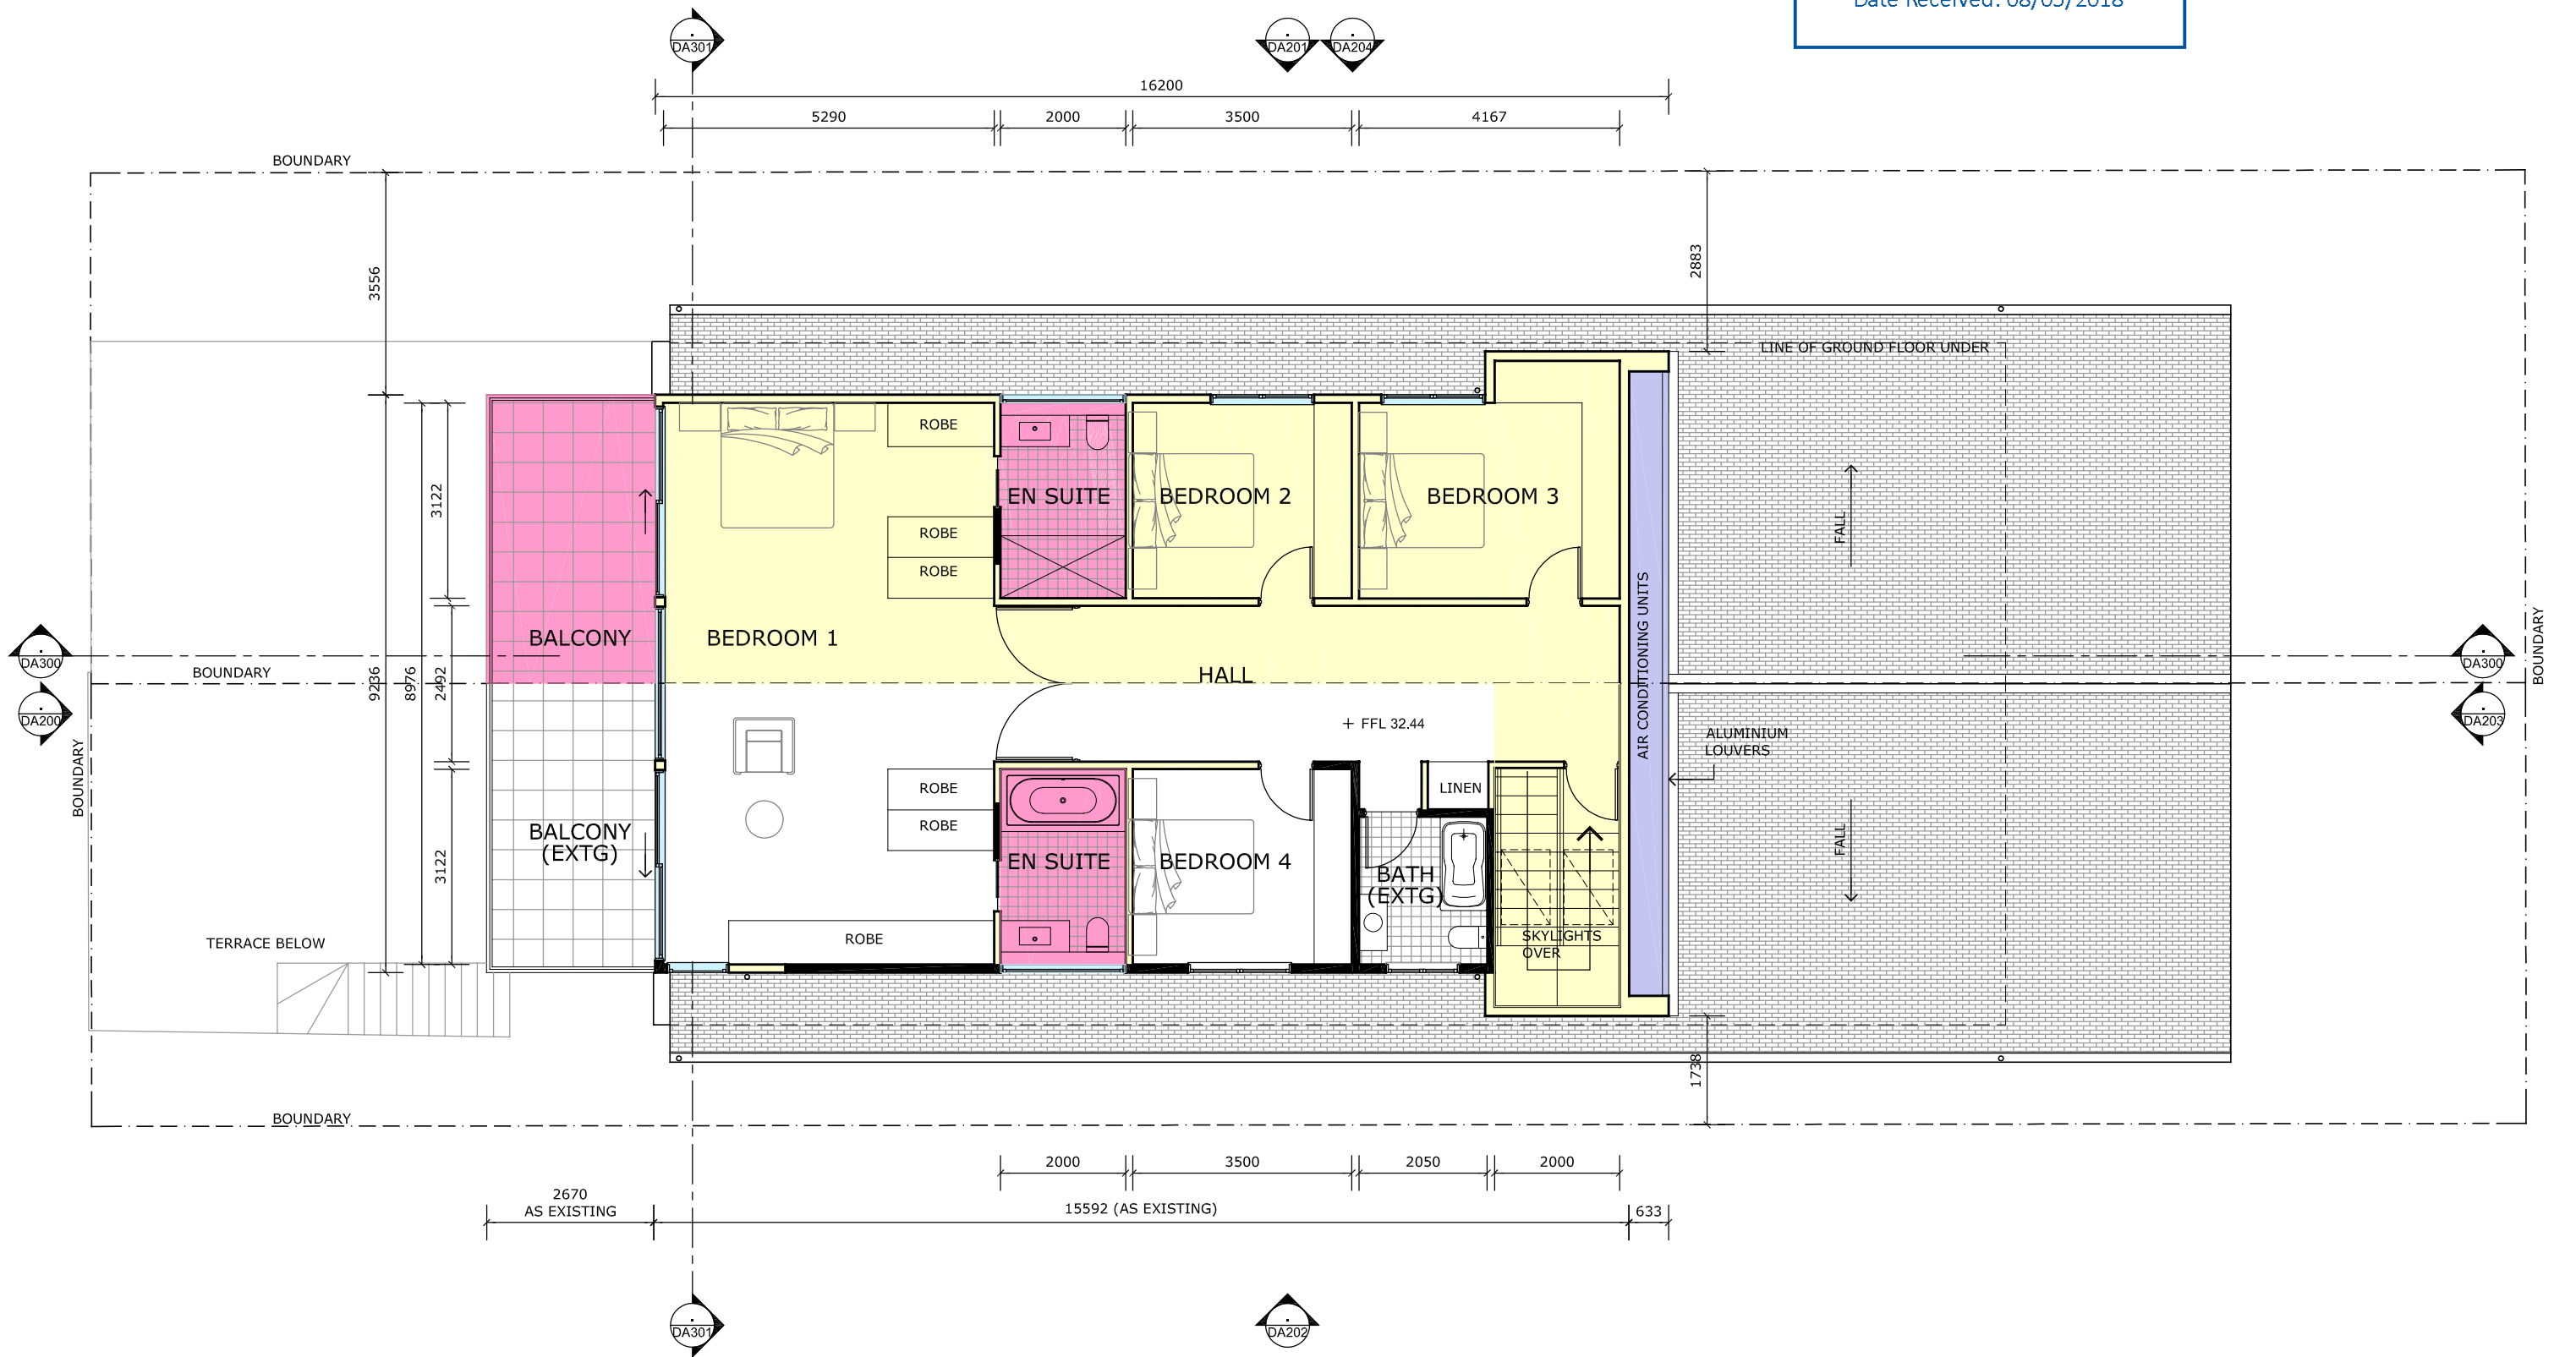 Date Received: 08/05/2018
DA301
DA201
DA204
16200
5290
2000
3500
4167
BOUNDARY
3556
2883
LINE OF GROUND FLOOR UNDER
ROBE
EN SUITE
BEDROOM 2
BEDROOM 3
3122
ROBE
ROBE
FALL
AIR CONDITIONING UNITS
BALCONY
BEDROOM 1
BOUNDARY
DA300
BOUNDARY
HALL
9236
8976
2492
DA300
DA200
+ FFL 32.44
DA203
ALUMINIUM
LOUVERS
BOUNDARY
ROBE
LINEN
ROBE
BALCONY
(EXTG)
3122
EN SUITE
BEDROOM 4
BATH
(EXTG)
FALL
TERRACE BELOW
ROBE
SKYLIGHTS
OVER
1738
BOUNDARY
2000
3500
2050
2000
2670
AS EXISTING
15592 (AS EXISTING)
633
DA301
DA202